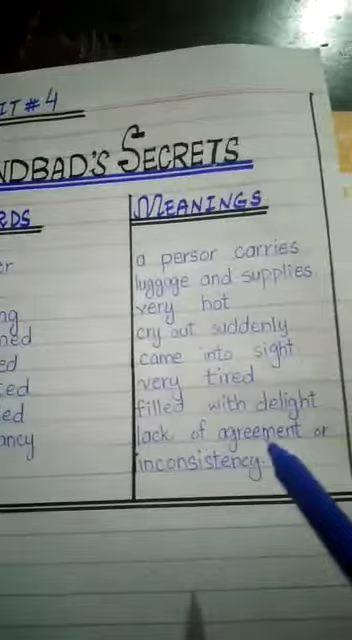 IT #4
NDBAD'S SECRETS
RDS
MEANINGS
er
a persor carries
luggage and supplies
ng
very hot
ned
cry out suddenly
ed
came into sight
ted
very tired
ed
filled with delight
ancy
lack of agreement or
inconsistency.